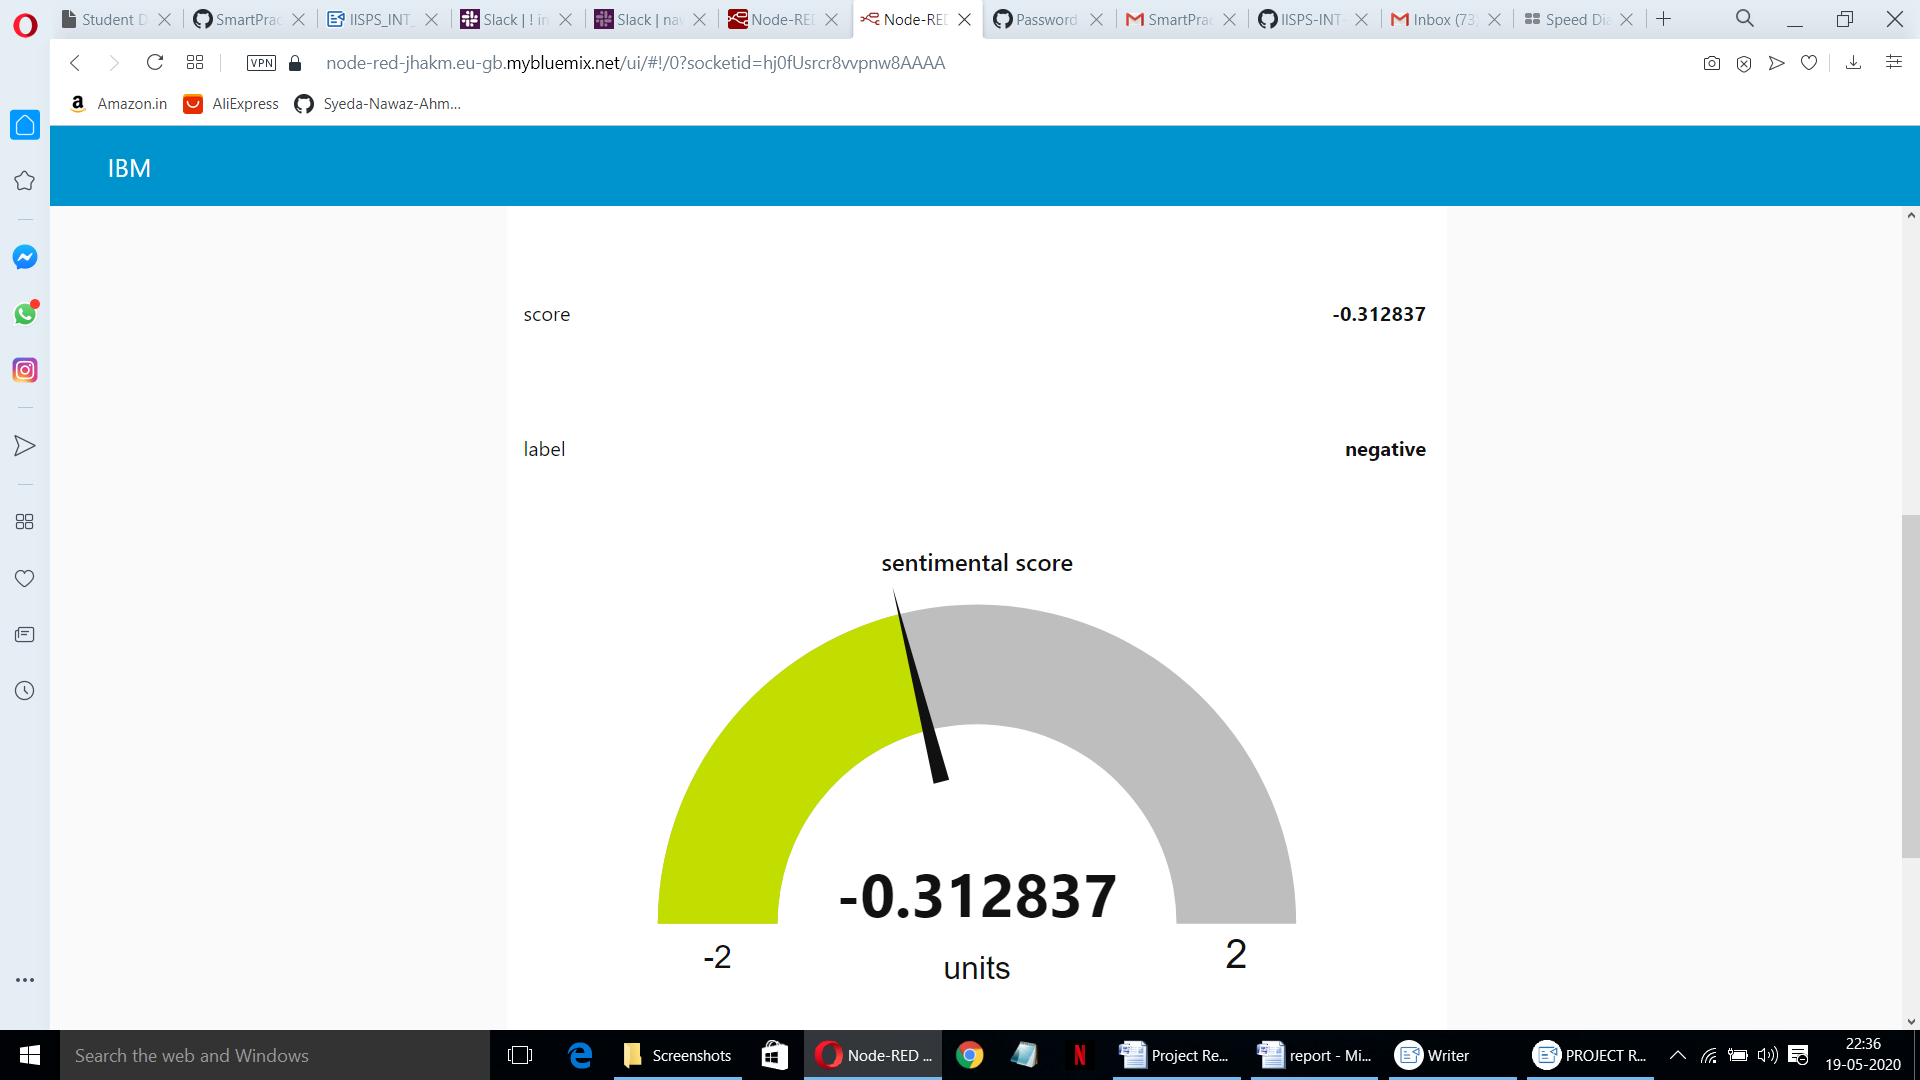 Student D
SmartPrac
IISPS_INT_
Slack | ! in
Slack | nav
Node-RED
Node-RED
Password
SmartPrac
IISPS-INT-
Inbox (73)
Speed Dia
VPN
node-red-jhakm.eu-gb.mybluemix.net/ui/#!/0?socketid=hj0fUsrcr8vvpnw8AAAA
Amazon.in
AliExpress
Syeda-Nawaz-Ahm...
IBM
score -0.312837
label negative
sentimental score
-0.312837
-2
units
2
Search the web and Windows
Screenshots
Node-RED ...
Project Re...
report - Mi...
Writer
PROJECT R...
22:36
19-05-2020